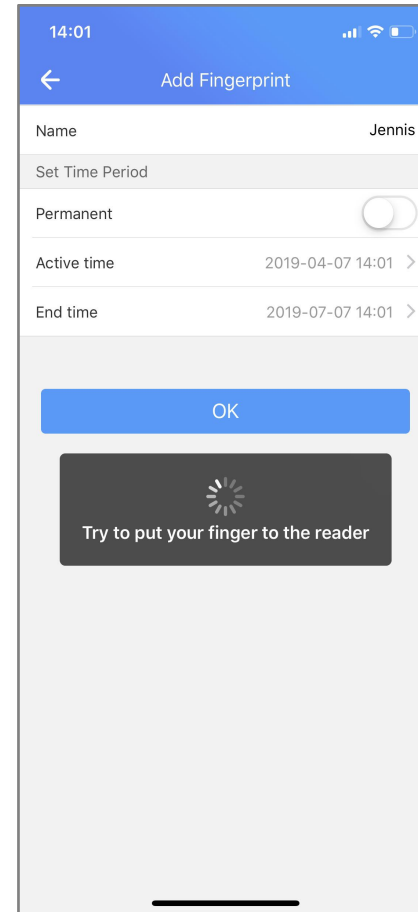 14:01
Add Fingerprint
Name Jennis
Set Time Period
Permanent
Active time 2019-04-07 14:01
End time 2019-07-07 14:01
OK
Try to put your finger to the reader